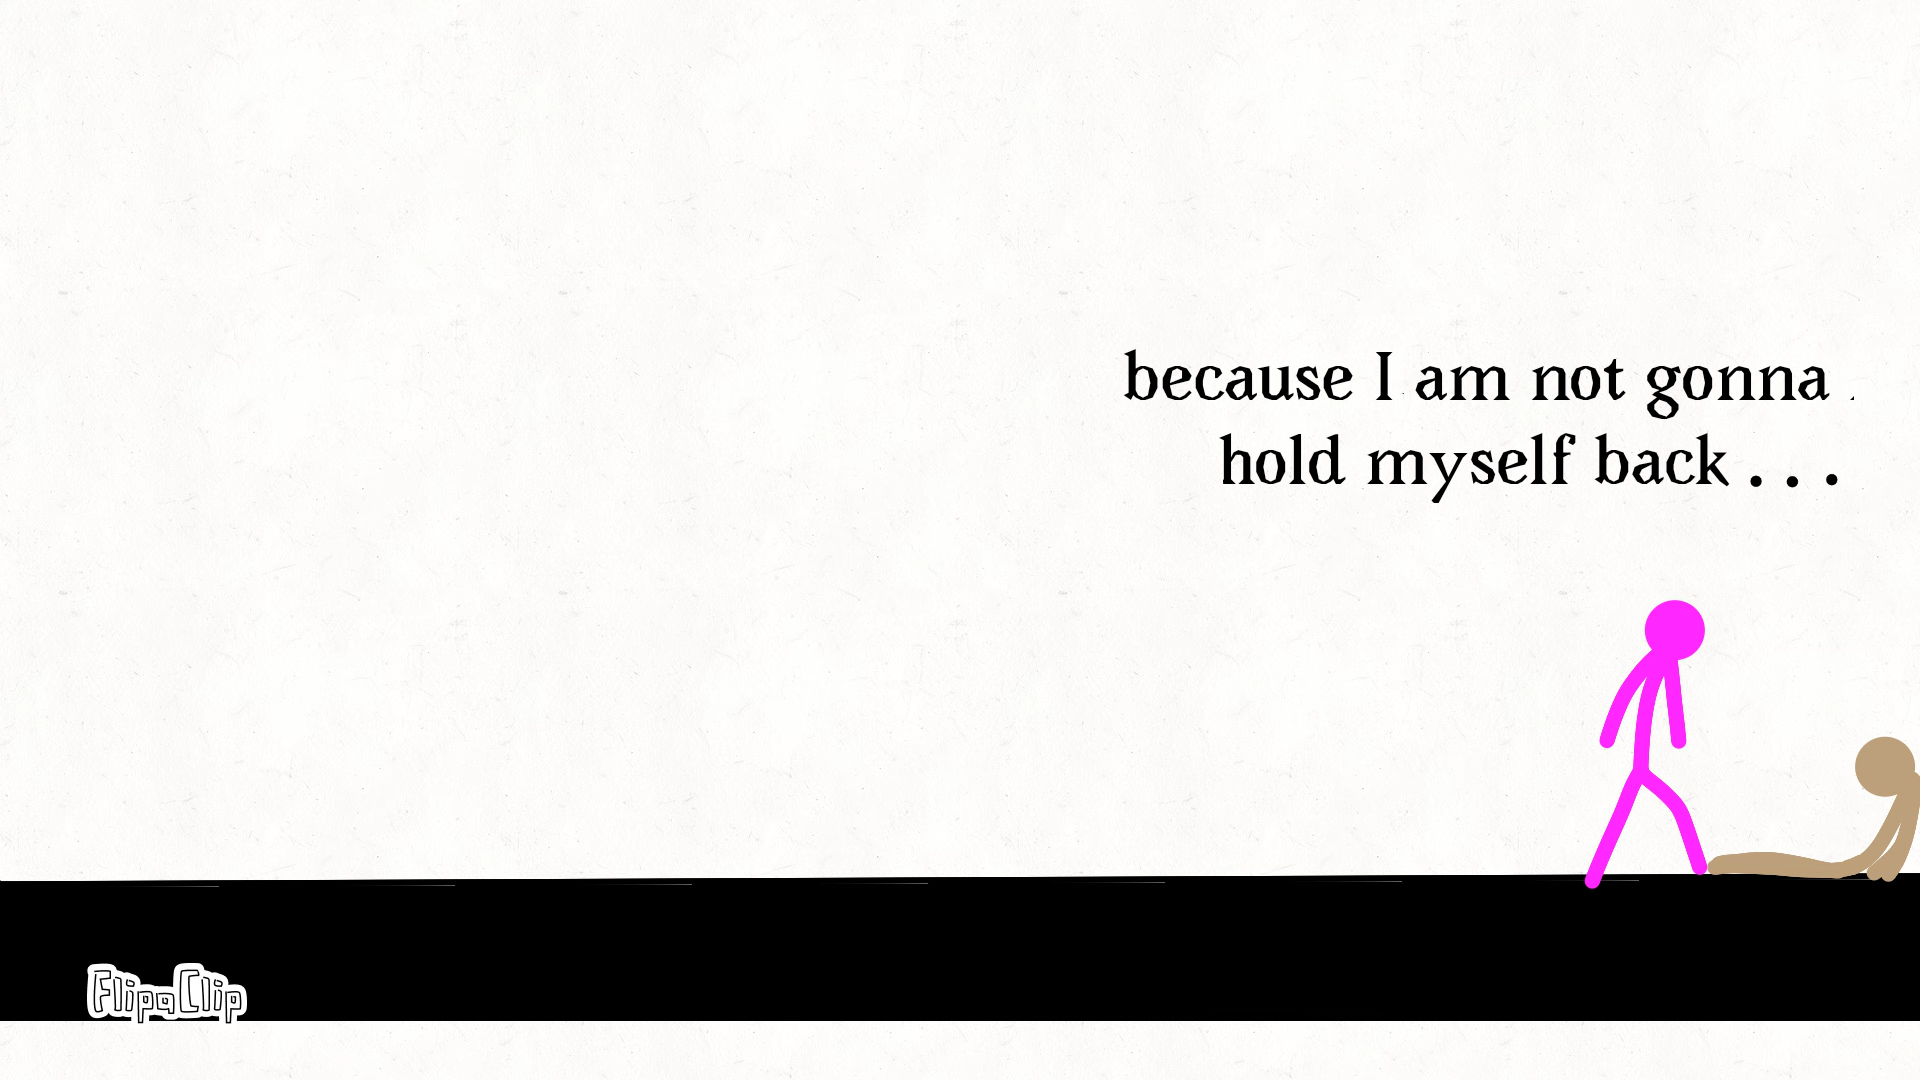 because I am not gonna
hold myself back . . .
FlipaClip